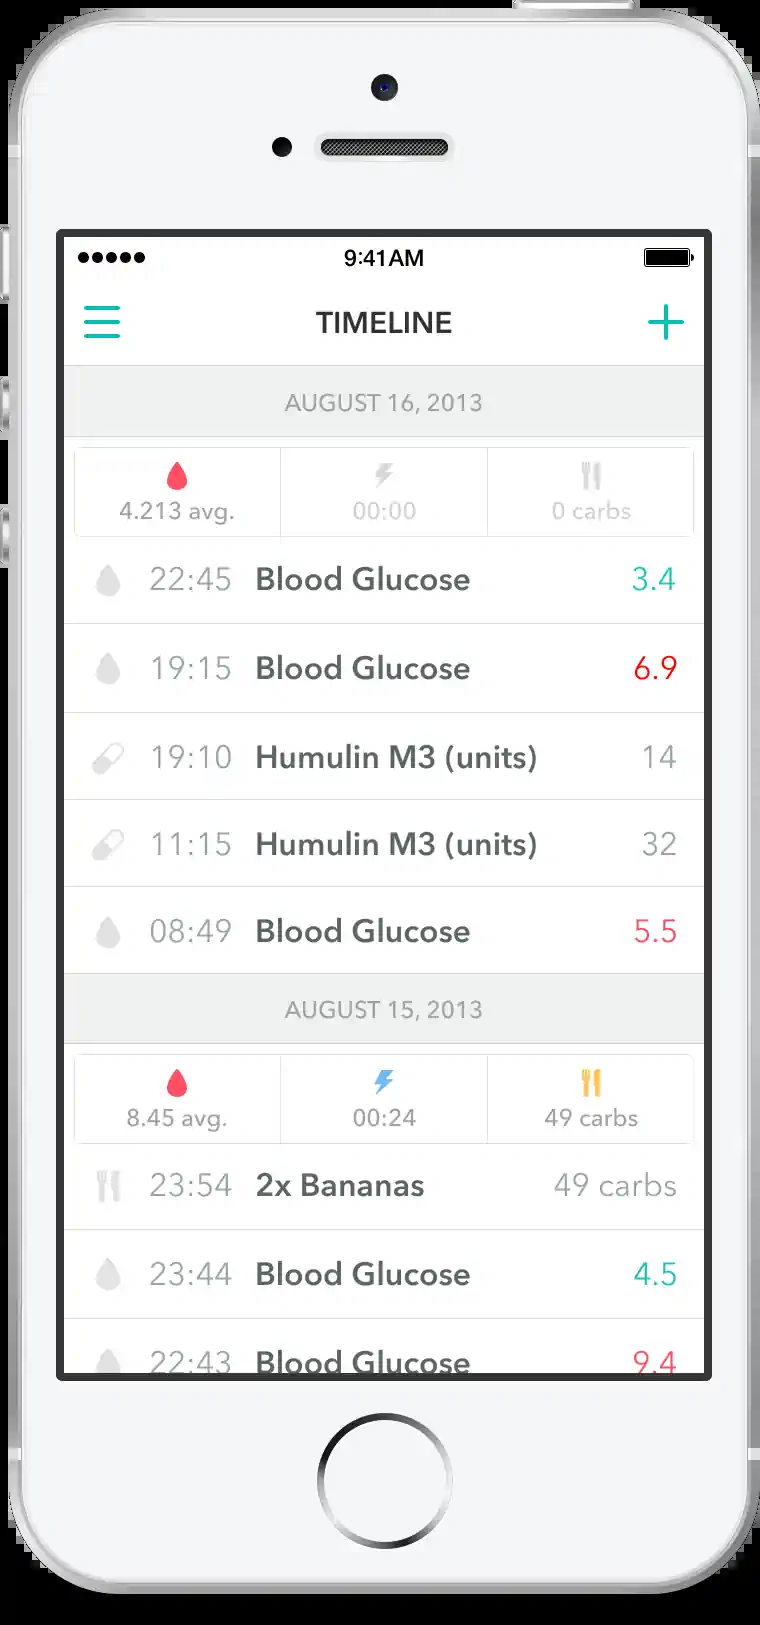 9:41AM
TIMELINE
AUGUST 16, 2013
4.213 avg. 00:00 0 carbs
22:45 Blood Glucose 3.4
19:15 Blood Glucose 6.9
19:10 Humulin M3 (units) 14
11:15 Humulin M3 (units) 32
08:49 Blood Glucose 5.5
AUGUST 15, 2013
8.45 avg. 00:24 49 carbs
23:54 2x Bananas 49 carbs
23:44 Blood Glucose 4.5
22:43 Blood Glucose 9.4